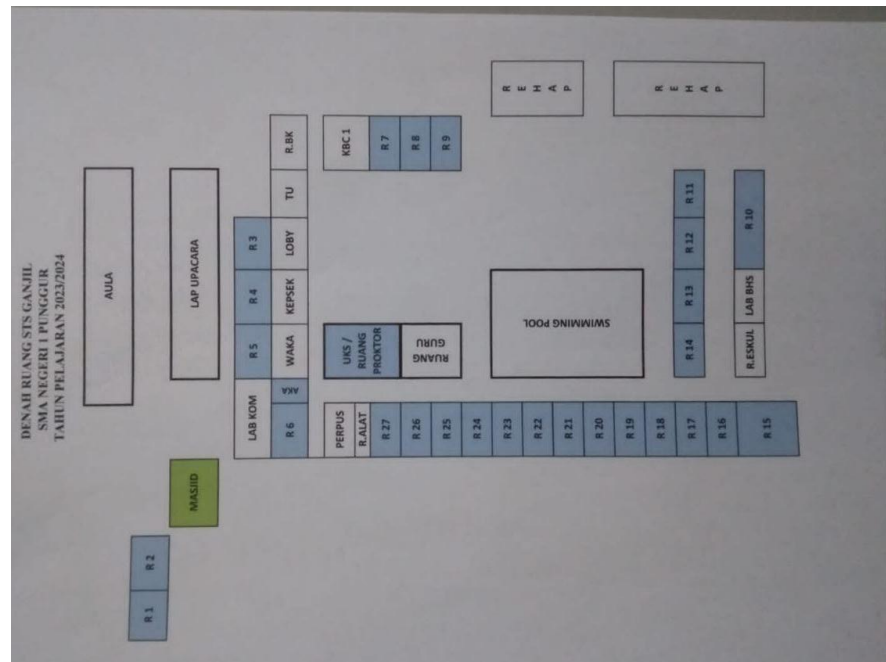 DENAH RUANG STS GANJIL
SMA NEGERI 1 PUNGGUR
TAHUN PELAJARAN 2023/2024
AULA
R 1
R 2
MASJID
LAP UPACARA
LAB KOM
R 5
R 4
R 3
R 6
AKA
WAKA
KEPSEK
LOBY
TU
R.BK
PERPUS
R.ALAT
UKS /
RUANG
PROKTOR
KBC 1
R 27
R 7
R 26
RUANG
GURU
R 8
R 25
R 9
R 24
R 23
R 22
R 21
R 20
R 19
SWIMMING POOL
R
E
H
A
P
R 18
R 17
R 14
R 13
R 12
R 11
R
E
H
A
P
R 16
R 15
R.ESKUL
LAB BHS
R 10